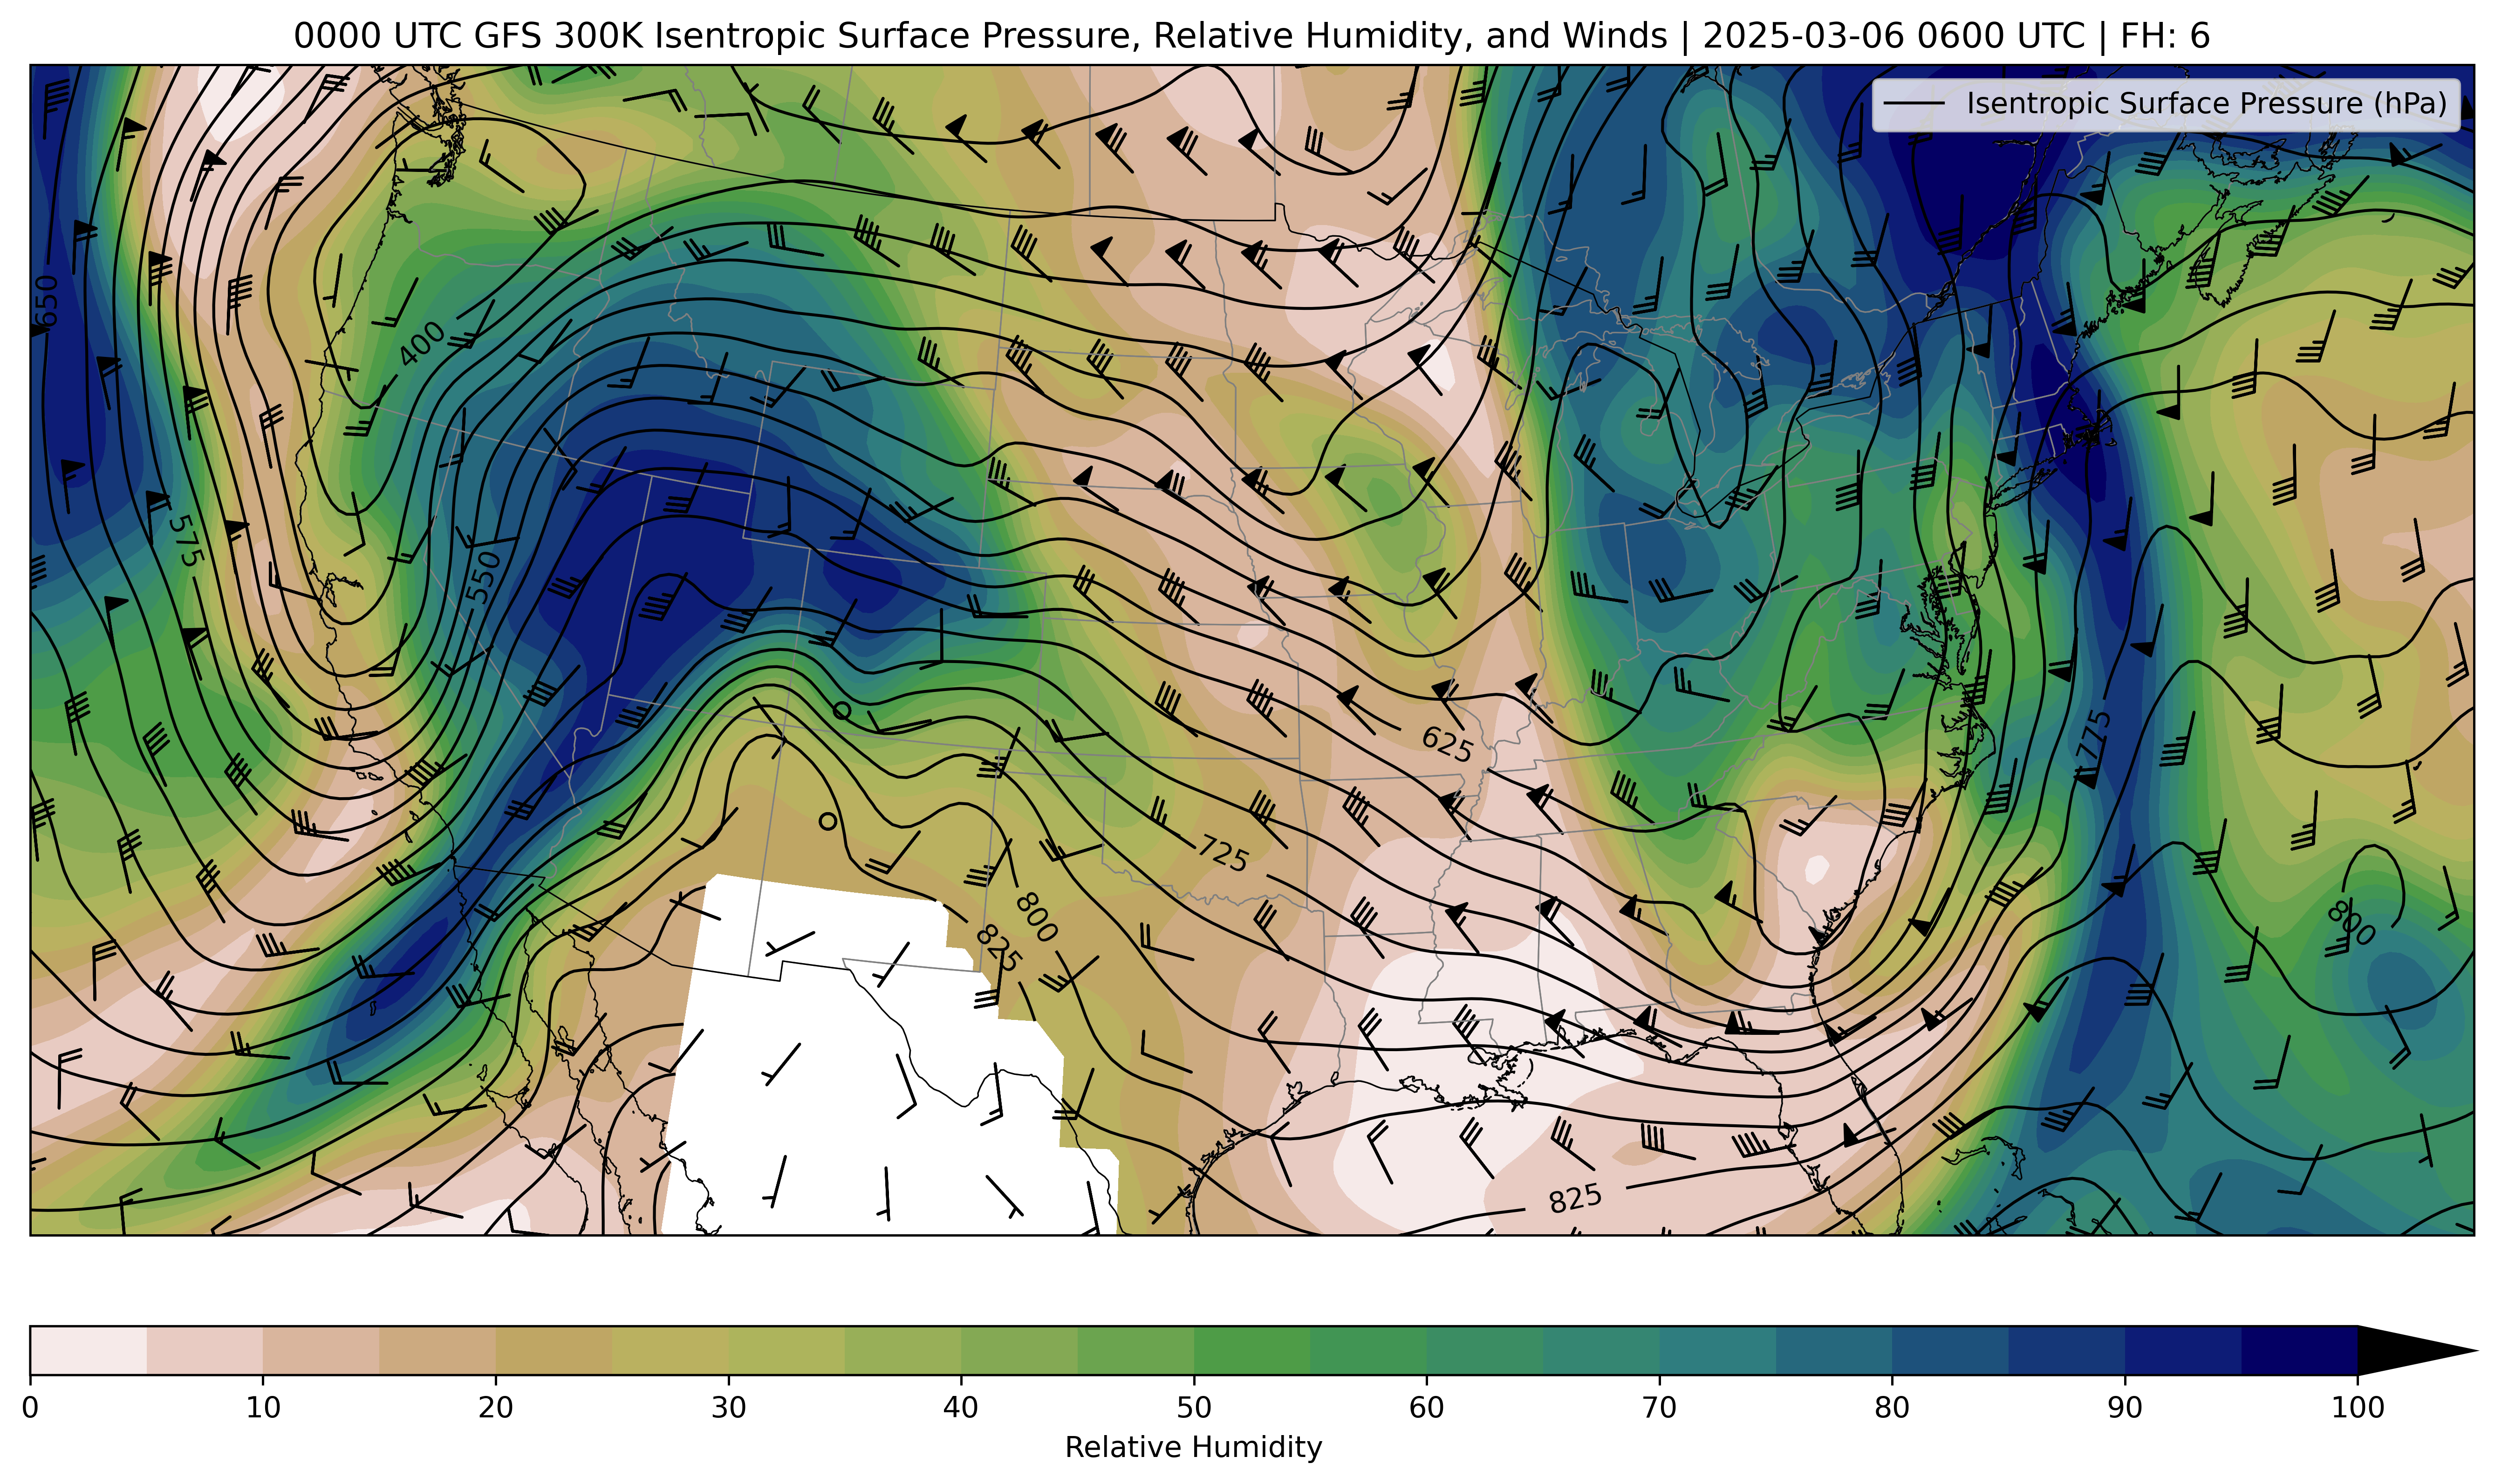 0000 UTC GFS 300K Isentropic Surface Pressure, Relative Humidity, and Winds | 2025-03-06 0600 UTC | FH: 6
Isentropic Surface Pressure (hPa)
650
400
575
550
625
775
725
800
825
800
825
0 10 20 30 40 50 60 70 80 90 100
Relative Humidity